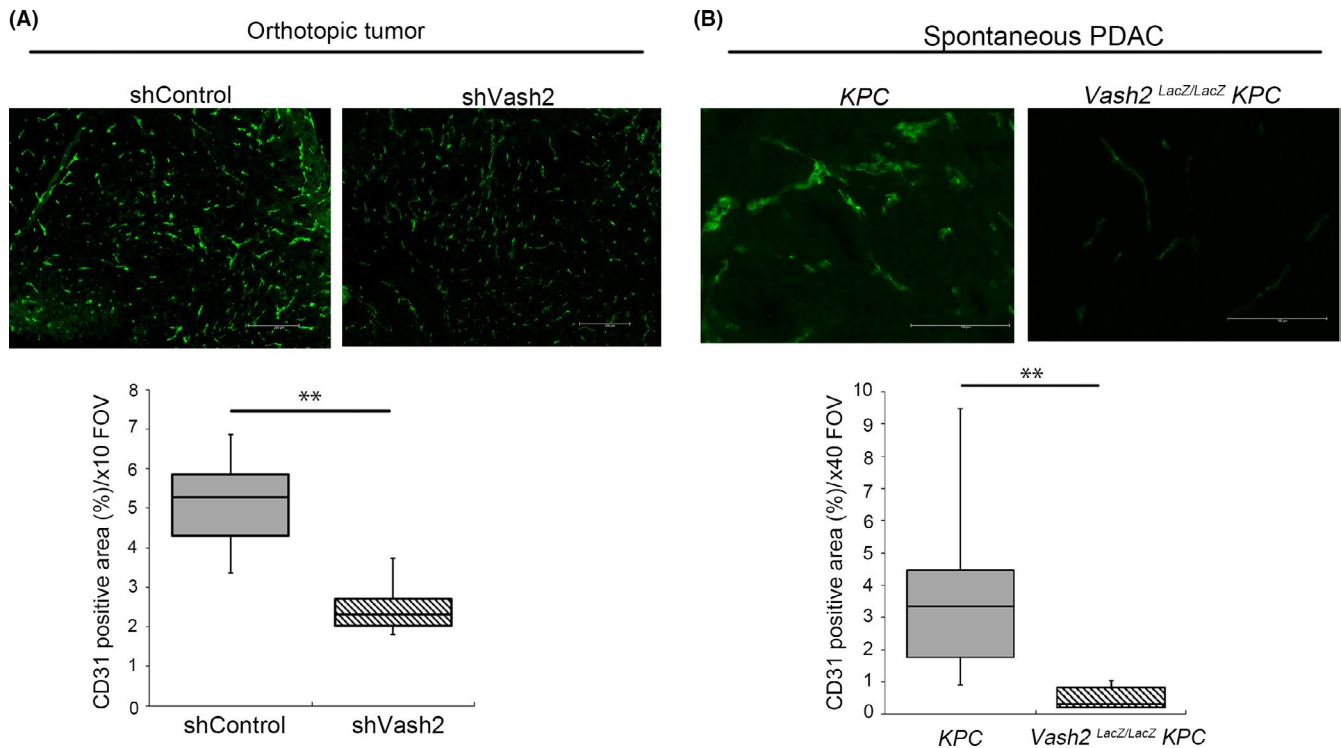 (A)
Orthotopic tumor
shControl
shVash2
8
7
6
5
4
3
2
1
0
CD31 positive area (%)/x10 FOV
**
shControl
shVash2
(B)
Spontaneous PDAC
KPC
Vash2 LacZ/LacZ KPC
10
9
8
7
6
5
4
3
2
1
0
CD31 positive area (%)/x40 FOV
**
KPC
Vash2 LacZ/LacZ KPC